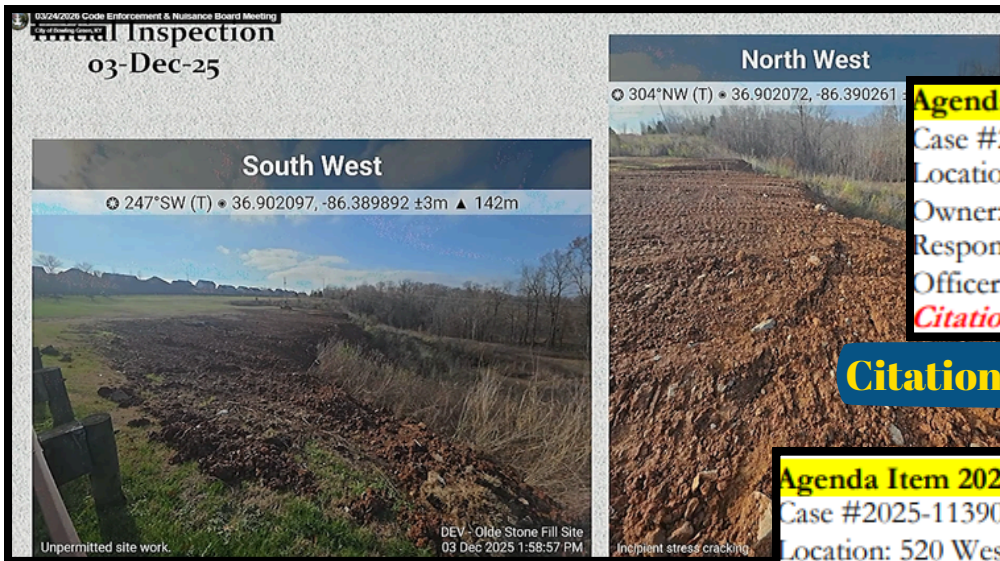 03/24/2026 Code Enforcement & Nuisance Board Meeting
City of Bowling Green, KY
Initial Inspection
03-Dec-25
South West
247°SW (T) 36.902097, -86.389892 ±3m ▲ 142m
DEV - Olde Stone Fill Site
03 Dec 2025 1:58:57 PM
Unpermitted site work.
North West
304°NW (T) 36.902072, -86.390261
Incipient stress cracking
Agend
Case #
Locatio
Owner:
Respon
Officer
Citatio
Citation
Agenda Item 202
Case #2025-11390
Location: 520 Wes